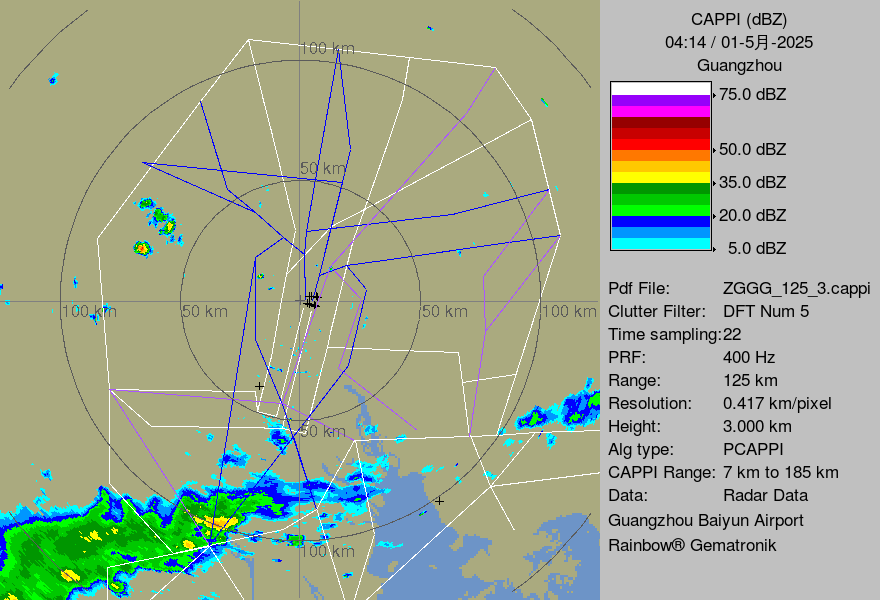 CAPPI (dBZ)
04:14 / 01-5月-2025
Guangzhou
75.0 dBZ
50.0 dBZ
35.0 dBZ
20.0 dBZ
5.0 dBZ
Pdf File: ZGGG_125_3.cappi
Clutter Filter: DFT Num 5
Time sampling:22
PRF: 400 Hz
Range: 125 km
Resolution: 0.417 km/pixel
Height: 3.000 km
Alg type: PCAPPI
CAPPI Range: 7 km to 185 km
Data: Radar Data
Guangzhou Baiyun Airport
Rainbow® Gematronik
100 km
50 km
100 km
50 km
50 km
100 km
50 km
100 km